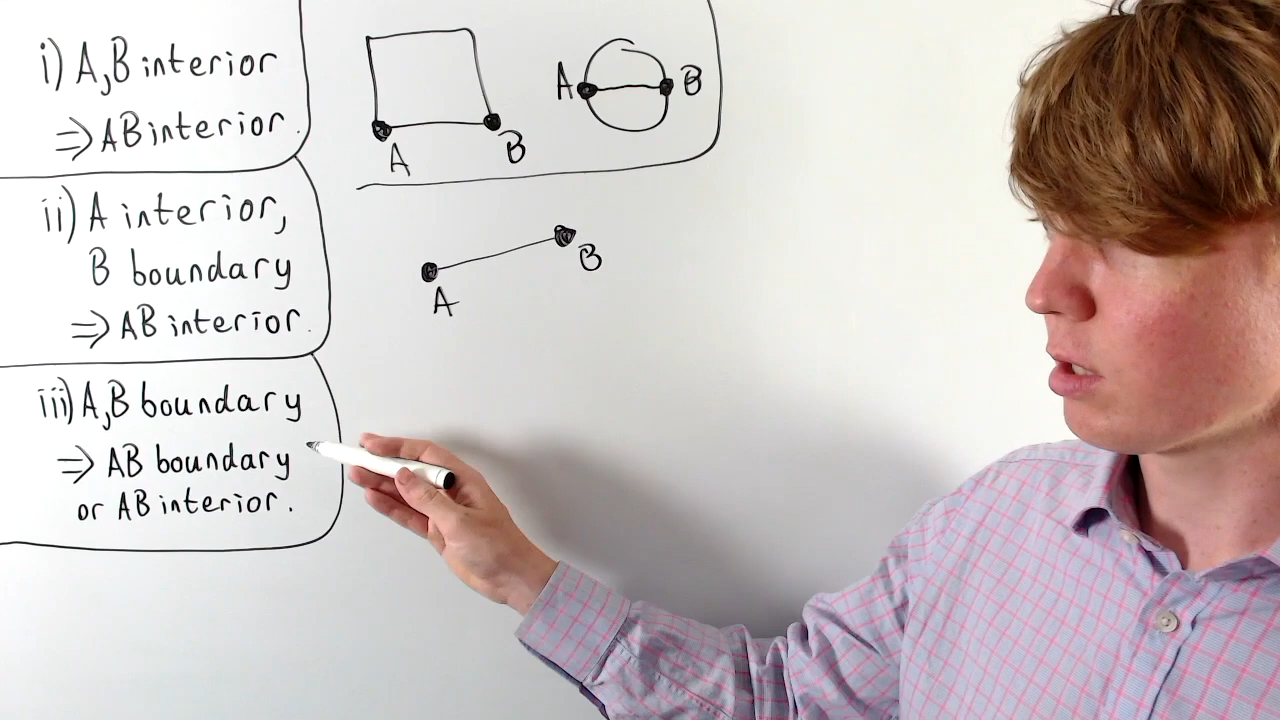 i) A,B interior
⇒ AB interior.
ii) A interior,
B boundary
⇒ AB interior.
iii) A,B boundary
⇒ AB boundary
or AB interior.
A B
A B
A B